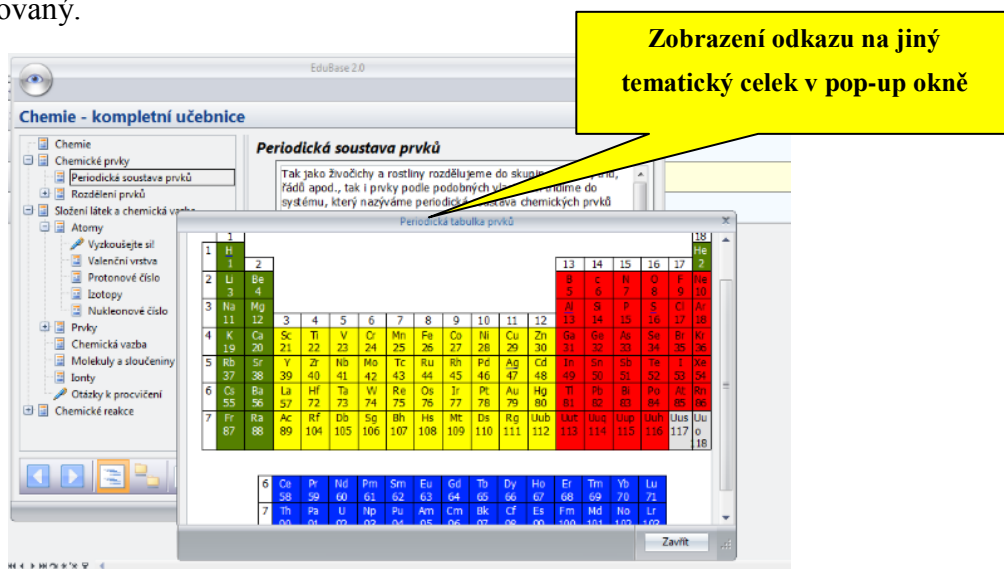 ovaný.
Zobrazení odkazu na jiný
tematický celek v pop-up okně
EduBase 2.0
Chemie - kompletní učebnice
Chemie
Chemické prvky
Periodická soustava prvků
Rozdělení prvků
Složení látek a chemická vazba
Atomy
Vyzkoušejte si!
Valenční vrstva
Protonové číslo
Izotopy
Nukleonové číslo
Prvky
Chemická vazba
Molekuly a sloučeniny
Ionty
Otázky k procvičení
Chemické reakce
Periodická soustava prvků
Tak jako živočichy a rostliny rozdělujeme do
řádů apod., tak i prvky podle podobných do
systému, který nazýváme periodická chemických prvků
Periodická tabulka prvků
1 18
1 H He
1 2 13 14 15 16 17 2
2 Li Be B C N O F Ne
3 4 5 6 7 8 9 10
3 Na Mg Al Si P S Cl Ar
11 12 3 4 5 6 7 8 9 10 11 12 13 14 15 16 17 18
4 K Ca Sc Ti V Cr Mn Fe Co Ni Cu Zn Ga Ge As Se Br Kr
19 20 21 22 23 24 25 26 27 28 29 30 31 32 33 34 35 36
5 Rb Sr Y Zr Nb Mo Tc Ru Rh Pd Ag Cd In Sn Sb Te I Xe
37 38 39 40 41 42 43 44 45 46 47 48 49 50 51 52 53 54
6 Cs Ba La Hf Ta W Re Os Ir Pt Au Hg Tl Pb Bi Po At Rn
55 56 57 72 73 74 75 76 77 78 79 80 81 82 83 84 85 86
7 Fr Ra Ac Rf Db Sg Bh Hs Mt Ds Rg Uub Uut Uuq Uup Uuh Uus Uu
87 88 89 104 105 106 107 108 109 110 111 112 113 114 115 116 117 o
118
6 Ce Pr Nd Pm Sm Eu Gd Tb Dy Ho Er Tm Yb Lu
58 59 60 61 62 63 64 65 66 67 68 69 70 71
7 Th Pa U Np Pu Am Cm Bk Cf Es Fm Md No Lr
90 91 92 93 94 95 96 97 98 99 100 101 102 103
Zavřít